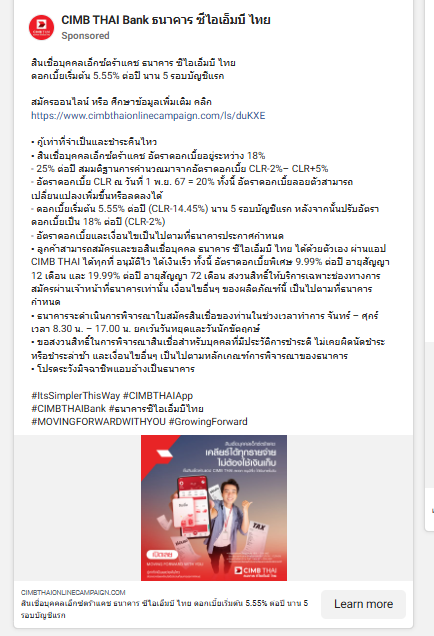 CIMB THAI Bank ธนาคาร ซีไอเอ็มบี ไทย
Sponsored
สินเชื่อบุคคลเอ็กซ์ตร้าแคช ธนาคาร ซีไอเอ็มบี ไทย
ดอกเบี้ยเริ่มต้น 5.55% ต่อปี นาน 5 รอบบัญชีแรก
สมัครออนไลน์ หรือ ศึกษาข้อมูลเพิ่มเติม คลิก
https://www.cimbthaionlinecampaign.com/ls/duKXE
• กู้เท่าที่จำเป็นและชำระคืนไหว
• สินเชื่อบุคคลเอ็กซ์ตร้าแคช อัตราดอกเบี้ยอยู่ระหว่าง 18%
- 25% ต่อปี สมมติฐานการคำนวณมาจากอัตราดอกเบี้ย CLR-2%– CLR+5%
- อัตราดอกเบี้ย CLR ณ วันที่ 1 พ.ย. 67 = 20% ทั้งนี้ อัตราดอกเบี้ยลอยตัวสามารถ
เปลี่ยนแปลงเพิ่มขึ้นหรือลดลงได้
- ดอกเบี้ยเริ่มต้น 5.55% ต่อปี (CLR-14.45%) นาน 5 รอบบัญชีแรก หลังจากนั้นปรับอัตรา
ดอกเบี้ยเป็น 18% ต่อปี (CLR-2%)
- อัตราดอกเบี้ยและเงื่อนไขเป็นไปตามที่ธนาคารประกาศกำหนด
• ลูกค้าสามารถสมัครและขอสินเชื่อบุคคล ธนาคาร ซีไอเอ็มบี ไทย ได้ด้วยตัวเอง ผ่านแอป
CIMB THAI ได้ทุกที่ อนุมัติไว ได้เงินเร็ว ทั้งนี้ อัตราดอกเบี้ยพิเศษ 9.99% ต่อปี อายุสัญญา
12 เดือน และ 19.99% ต่อปี อายุสัญญา 72 เดือน สงวนสิทธิ์ให้บริการเฉพาะช่องทางการ
สมัครผ่านเจ้าหน้าที่ธนาคารเท่านั้น เงื่อนไขอื่นๆ ของผลิตภัณฑ์นี้ เป็นไปตามที่ธนาคาร
กำหนด
• ธนาคารจะดำเนินการพิจารณาใบสมัครสินเชื่อของท่านในช่วงเวลาทำการ จันทร์ – ศุกร์
เวลา 8.30 น. – 17.00 น. ยกเว้นวันหยุดและวันนักขัตฤกษ์
• ขอสงวนสิทธิ์ในการพิจารณาสินเชื่อสำหรับบุคคลที่มีประวัติการชำระดี ไม่เคยผิดนัดชำระ
หรือชำระล่าช้า และเงื่อนไขอื่นๆ เป็นไปตามหลักเกณฑ์การพิจารณาของธนาคาร
• โปรดระวังมิจฉาชีพแอบอ้างเป็นธนาคาร
#ItsSimplerThisWay #CIMBTHAIApp
#CIMBTHAIBank #ธนาคารซีไอเอ็มบีไทย
#MOVINGFORWARDWITHYOU #GrowingForward
สินเชื่อบุคคลเอ็กซ์ตร้าแคช
เคลียร์ได้ทุกรายจ่าย
ไม่ต้องใช้เงินเก็บ
TAX
CIMB THAI
CIMBTHAIONLINECAMPAIGN.COM
สินเชื่อบุคคลเอ็กซ์ตร้าแคช ธนาคาร ซีไอเอ็มบี ไทย ดอกเบี้ยเริ่มต้น 5.55% ต่อปี นาน 5
รอบบัญชีแรก
Learn more